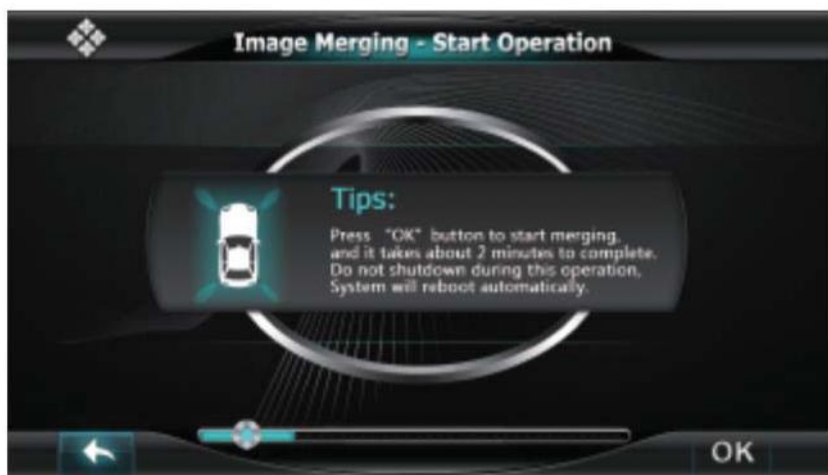 Image Merging - Start Operation
Tips:
Press "OK" button to start merging,
and it takes about 2 minutes to complete.
Do not shutdown during this operation,
System will reboot automatically.
OK